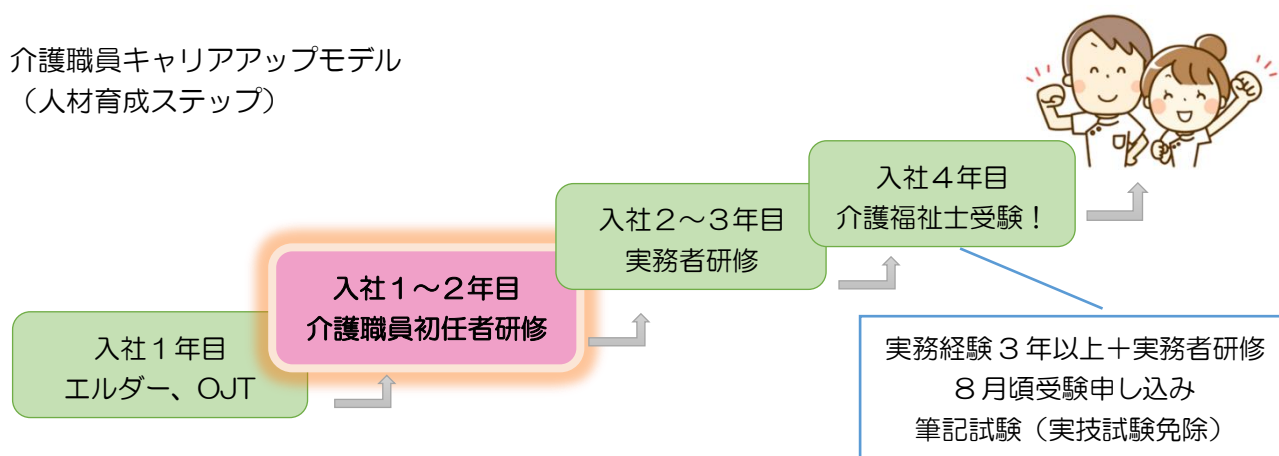 介護職員キャリアアップモデル
（人材育成ステップ）
入社４年目
介護福祉士受験！
入社２～３年目
実務者研修
入社１～２年目
介護職員初任者研修
入社１年目
エルダー、OJT
実務経験３年以上＋実務者研修
８月頃受験申し込み
筆記試験（実技試験免除）